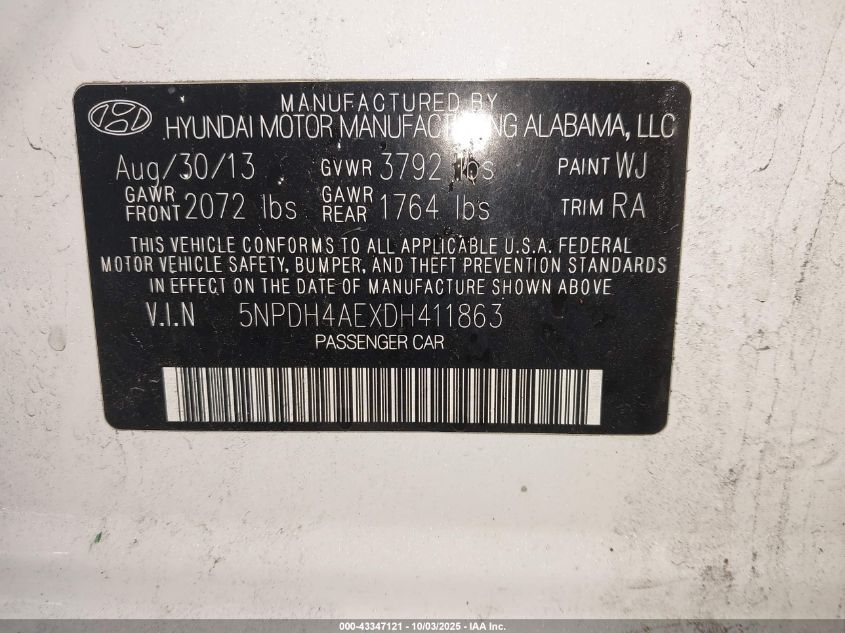 MANUFACTURED BY
HYUNDAI MOTOR MANUFACTURING ALABAMA, LLC
Aug/30/13 GVWR 3792 lbs PAINT WJ
GAWR FRONT 2072 lbs GAWR REAR 1764 lbs TRIM RA
THIS VEHICLE CONFORMS TO ALL APPLICABLE U.S.A. FEDERAL
MOTOR VEHICLE SAFETY, BUMPER, AND THEFT PREVENTION STANDARDS
IN EFFECT ON THE DATE OF MANUFACTURE SHOWN ABOVE.
V.I.N 5NPDH4AEXDH411863
PASSENGER CAR
000-43347121 - 10/03/2025 - IAA Inc.